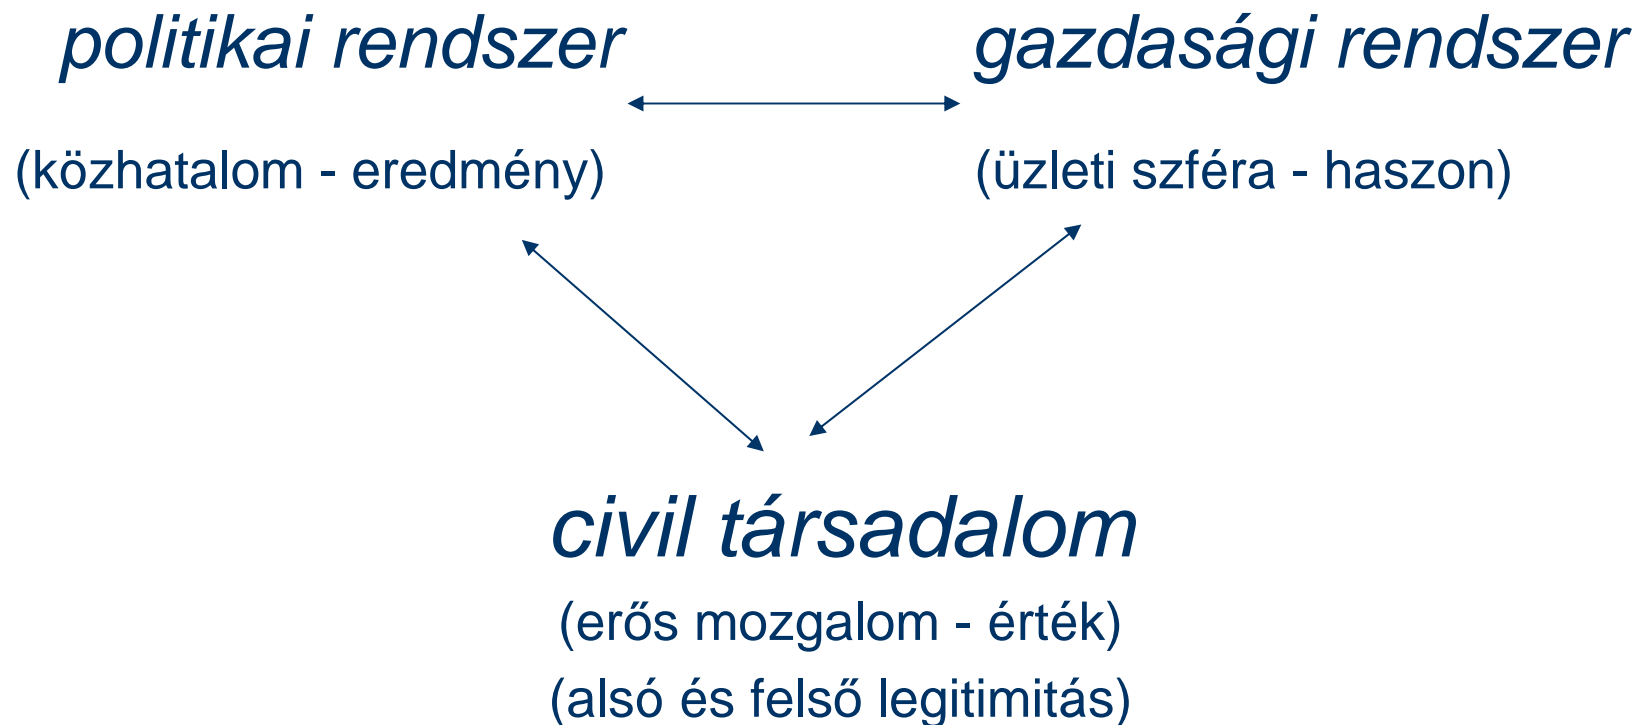 politikai rendszer
gazdasági rendszer
(közhatalom - eredmény)
(üzleti szféra - haszon)
civil társadalom
(erős mozgalom - érték)
(alsó és felső legitimitás)